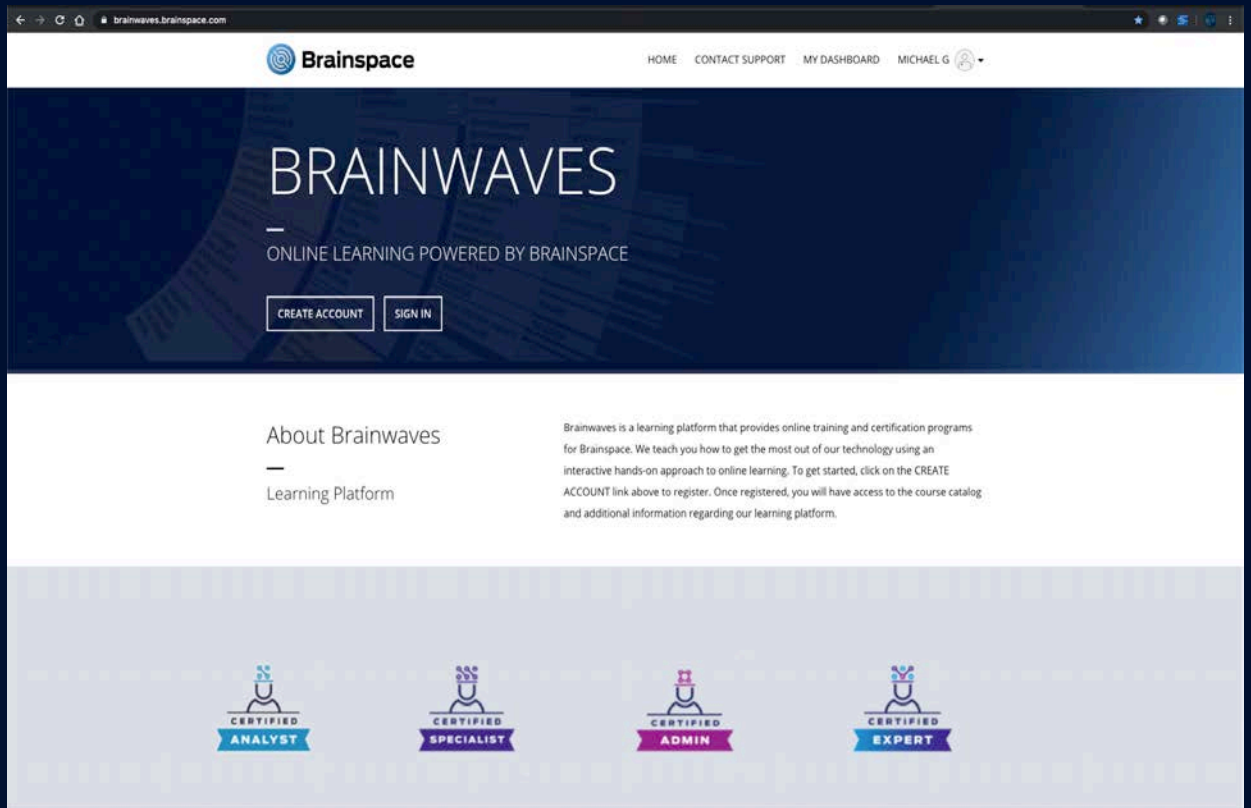 brainwaves.brainspace.com
Brainspace
HOME CONTACT SUPPORT MY DASHBOARD MICHAEL G
BRAINWAVES
ONLINE LEARNING POWERED BY BRAINSPACE
CREATE ACCOUNT SIGN IN
About Brainwaves
Learning Platform
Brainwaves is a learning platform that provides online training and certification programs
for Brainspace. We teach you how to get the most out of our technology using an
interactive hands-on approach to online learning. To get started, click on the CREATE
ACCOUNT link above to register. Once registered, you will have access to the course catalog
and additional information regarding our learning platform.
CERTIFIED
ANALYST
CERTIFIED
SPECIALIST
CERTIFIED
ADMIN
CERTIFIED
EXPERT